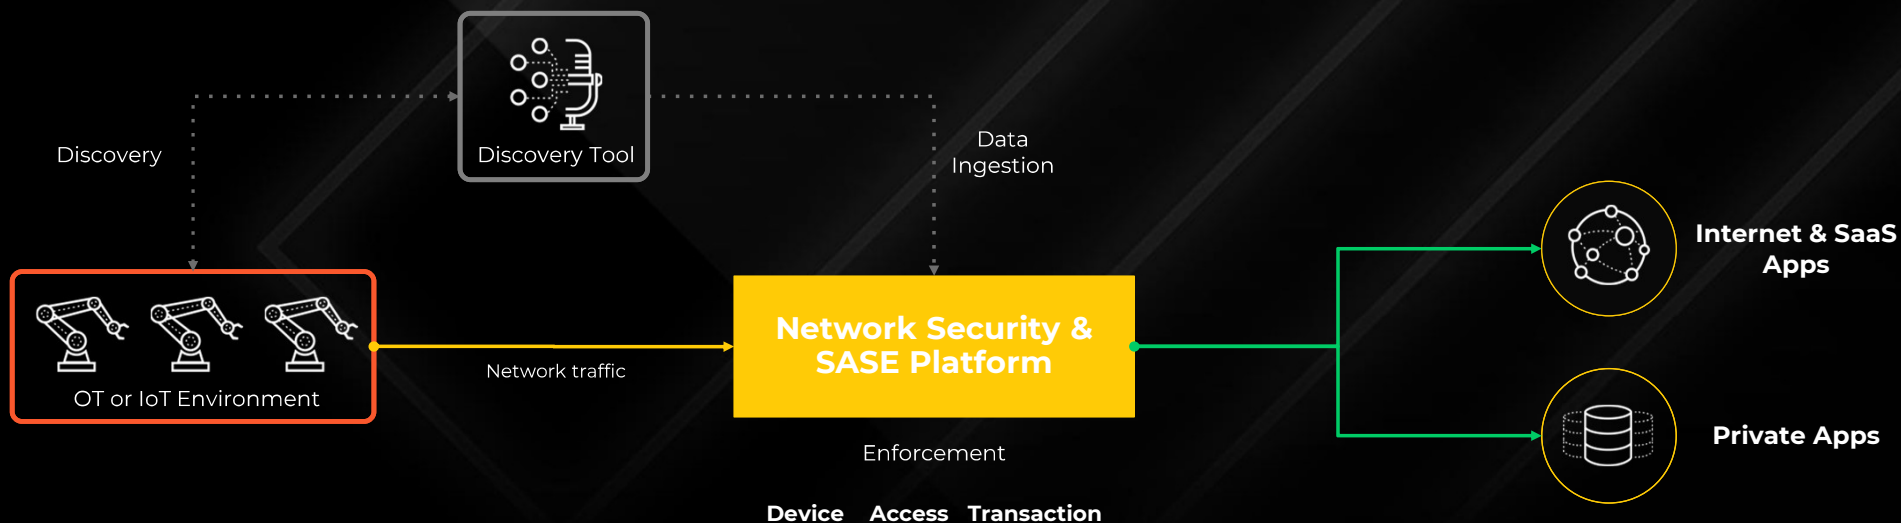 Discovery Tool
Discovery
Data
Ingestion
Internet & SaaS
Apps
Network Security &
SASE Platform
Network traffic
OT or IoT Environment
Private Apps
Enforcement
Device Access Transaction